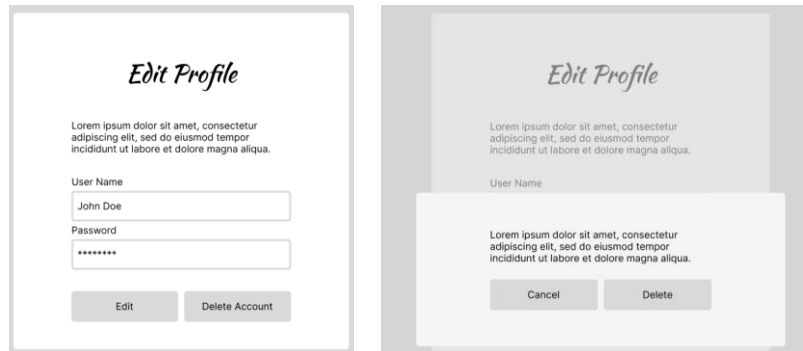 Edit Profile
Lorem ipsum dolor sit amet, consectetur
adipiscing elit, sed do eiusmod tempor
incididunt ut labore et dolore magna aliqua.
User Name
John Doe
Password
********
Edit
Delete Account
Edit Profile
Lorem ipsum dolor sit amet, consectetur
adipiscing elit, sed do eiusmod tempor
incididunt ut labore et dolore magna aliqua.
User Name
Lorem ipsum dolor sit amet, consectetur
adipiscing elit, sed do eiusmod tempor
incididunt ut labore et dolore magna aliqua.
Cancel
Delete